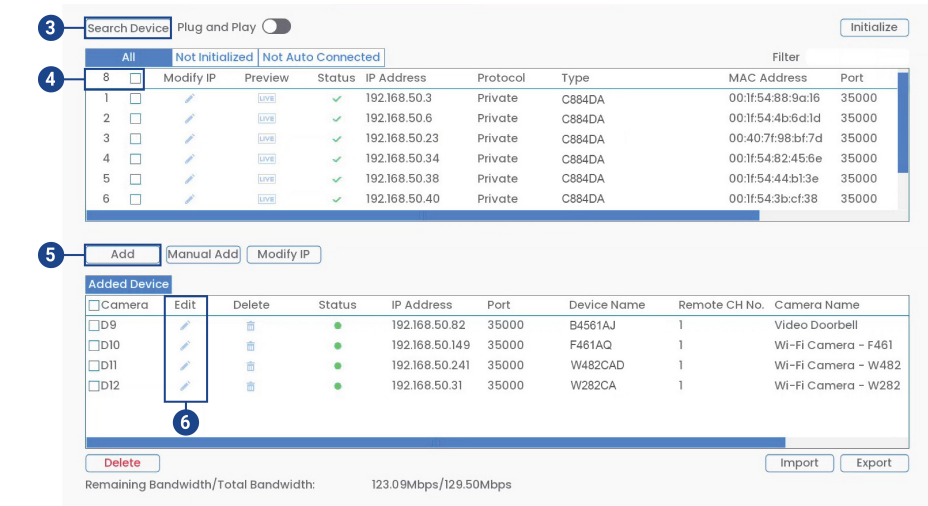 3 Search Device Plug and Play Initialize
All Not Initialized Not Auto Connected Filter
4 8 Modify IP Preview Status IP Address Protocol Type MAC Address Port
1 LIVE 192.168.50.3 Private C884DA 00:1f:54:88:9a:16 35000
2 LIVE 192.168.50.6 Private C884DA 00:1f:54:4b:6d:1d 35000
3 LIVE 192.168.50.23 Private C884DA 00:40:7f:98:bf:7d 35000
4 LIVE 192.168.50.34 Private C884DA 00:1f:54:82:45:6e 35000
5 LIVE 192.168.50.38 Private C884DA 00:1f:54:44:b1:3e 35000
6 LIVE 192.168.50.40 Private C884DA 00:1f:54:3b:cf:38 35000
5 Add Manual Add Modify IP
Added Device
Camera Edit Delete Status IP Address Port Device Name Remote CH No. Camera Name
D9 192.168.50.82 35000 B4561AJ 1 Video Doorbell
D10 192.168.50.149 35000 F461AQ 1 Wi-Fi Camera - F461
D11 192.168.50.241 35000 W482CAD 1 Wi-Fi Camera - W482
D12 192.168.50.31 35000 W282CA 1 Wi-Fi Camera - W282
6
Delete Import Export
Remaining Bandwidth/Total Bandwidth: 123.09Mbps/129.50Mbps